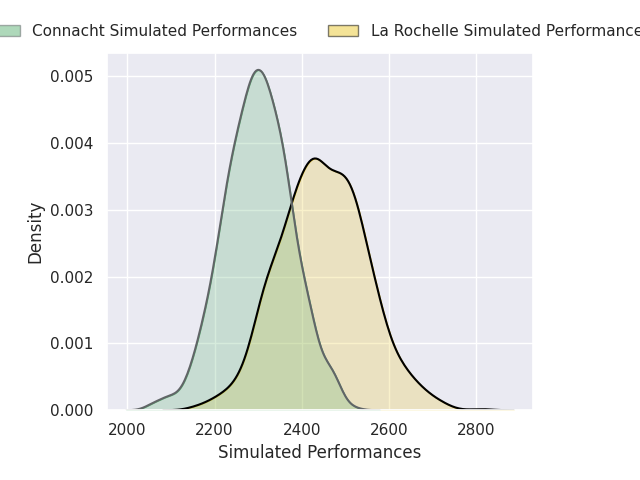 Connacht Simulated Performances La Rochelle Simulated Performance
0.005
0.004
0.003
0.002
0.001
0.000
Density
2000 2200 2400 2600 2800
Simulated Performances